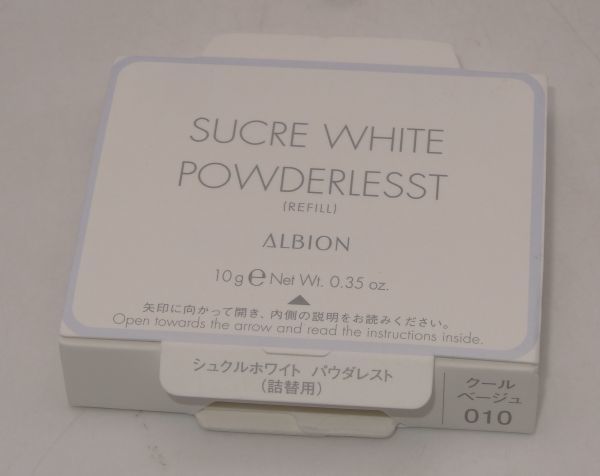 SUCRE WHITE
POWDERLESST
(REFILL)
ALBION
10g ℮ Net Wt. 0.35 oz.
▲
矢印に向かって開き、内側の説明をお読みください。
Open towards the arrow and read the instructions inside.
シュクルホワイト パウダレスト
(詰替用)
クール
ベージュ
010